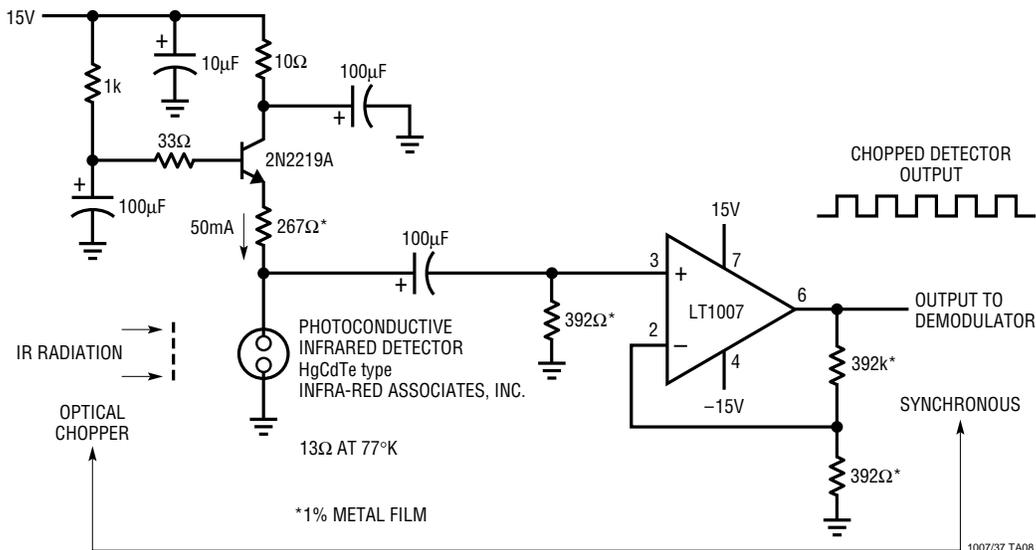 15V
10μF
10Ω
100μF
1k
33Ω
2N2219A
100μF
50mA
267Ω*
100μF
CHOPPED DETECTOR
OUTPUT
15V
3
7
+
LT1007
6
2
−
4
−15V
392Ω*
OUTPUT TO
DEMODULATOR
392k*
IR RADIATION
PHOTOCONDUCTIVE
INFRARED DETECTOR
HgCdTe type
INFRA-RED ASSOCIATES, INC.
OPTICAL
CHOPPER
13Ω AT 77°K
SYNCHRONOUS
392Ω*
*1% METAL FILM
1007/37 TA08